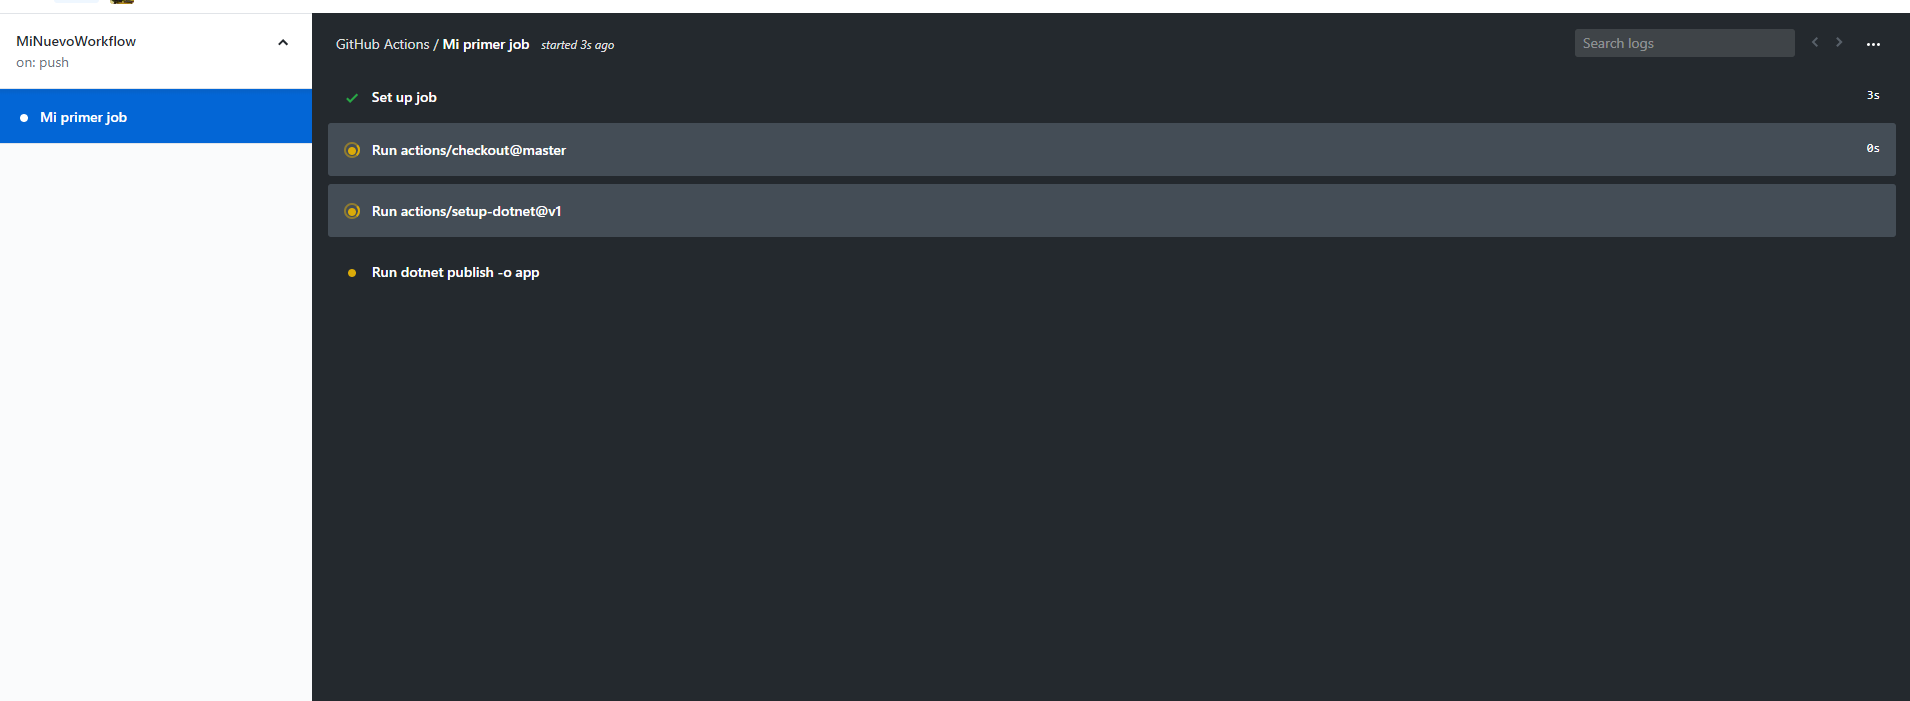 MiNuevoWorkflow
on: push
Mi primer job
GitHub Actions / Mi primer job started 3s ago
Search logs
Set up job 3s
Run actions/checkout@master 0s
Run actions/setup-dotnet@v1
Run dotnet publish -o app